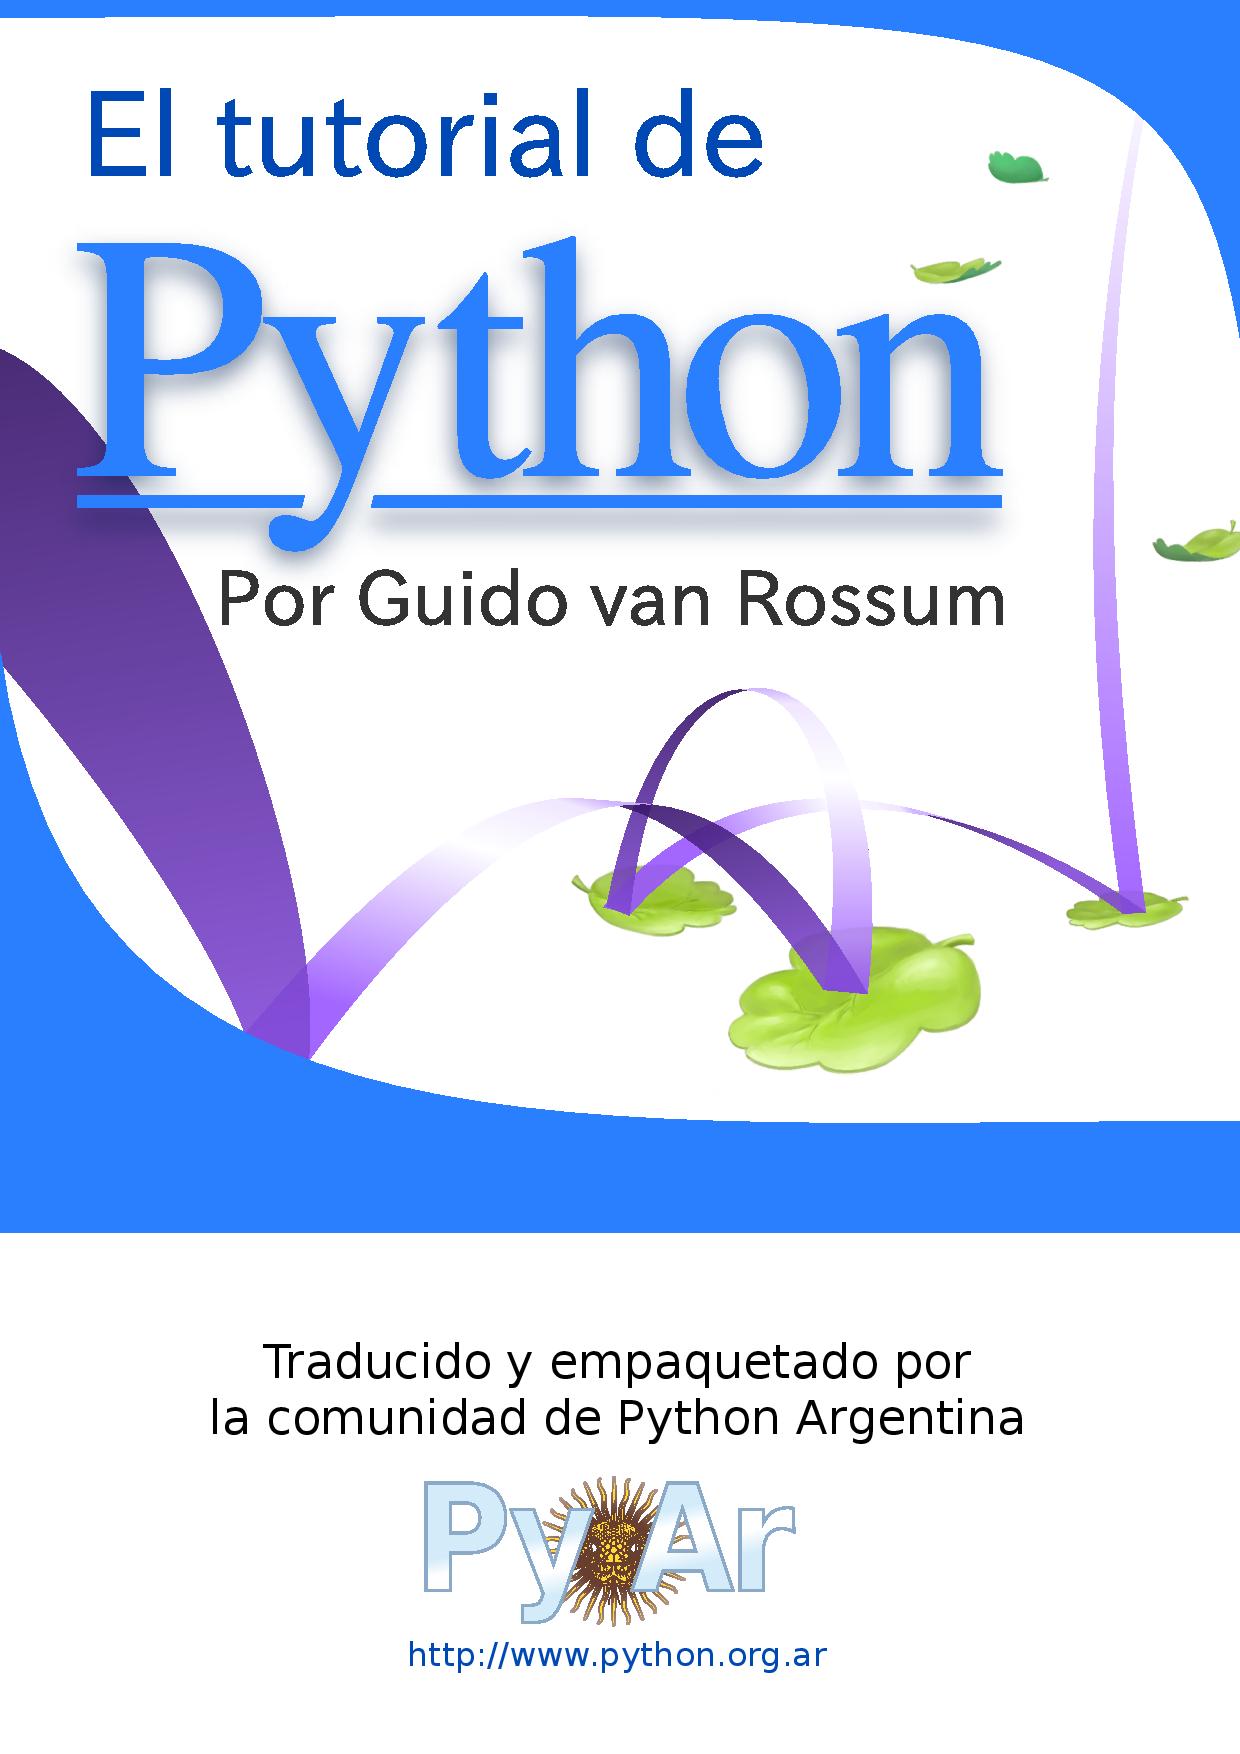 El tutorial de
Python
Por Guido van Rossum
Traducido y empaquetado por
la comunidad de Python Argentina
PyAr
http://www.python.org.ar